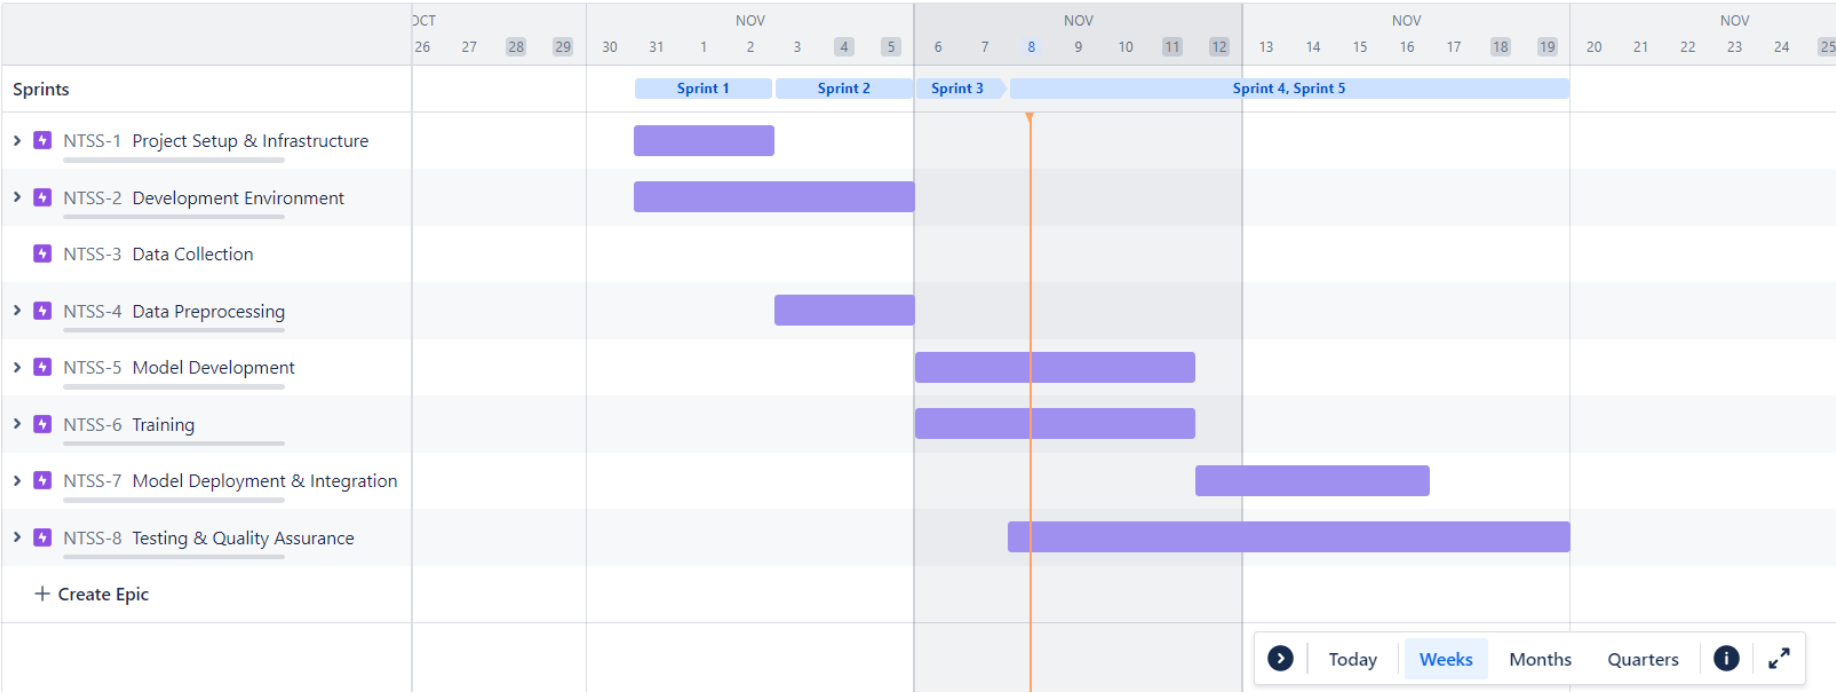 OCT NOV NOV NOV NOV
26 27 28 29 30 31 1 2 3 4 5 6 7 8 9 10 11 12 13 14 15 16 17 18 19 20 21 22 23 24 25
Sprints Sprint 1 Sprint 2 Sprint 3 Sprint 4, Sprint 5
NTSS-1 Project Setup & Infrastructure
NTSS-2 Development Environment
NTSS-3 Data Collection
NTSS-4 Data Preprocessing
NTSS-5 Model Development
NTSS-6 Training
NTSS-7 Model Deployment & Integration
NTSS-8 Testing & Quality Assurance
+ Create Epic
Today Weeks Months Quarters